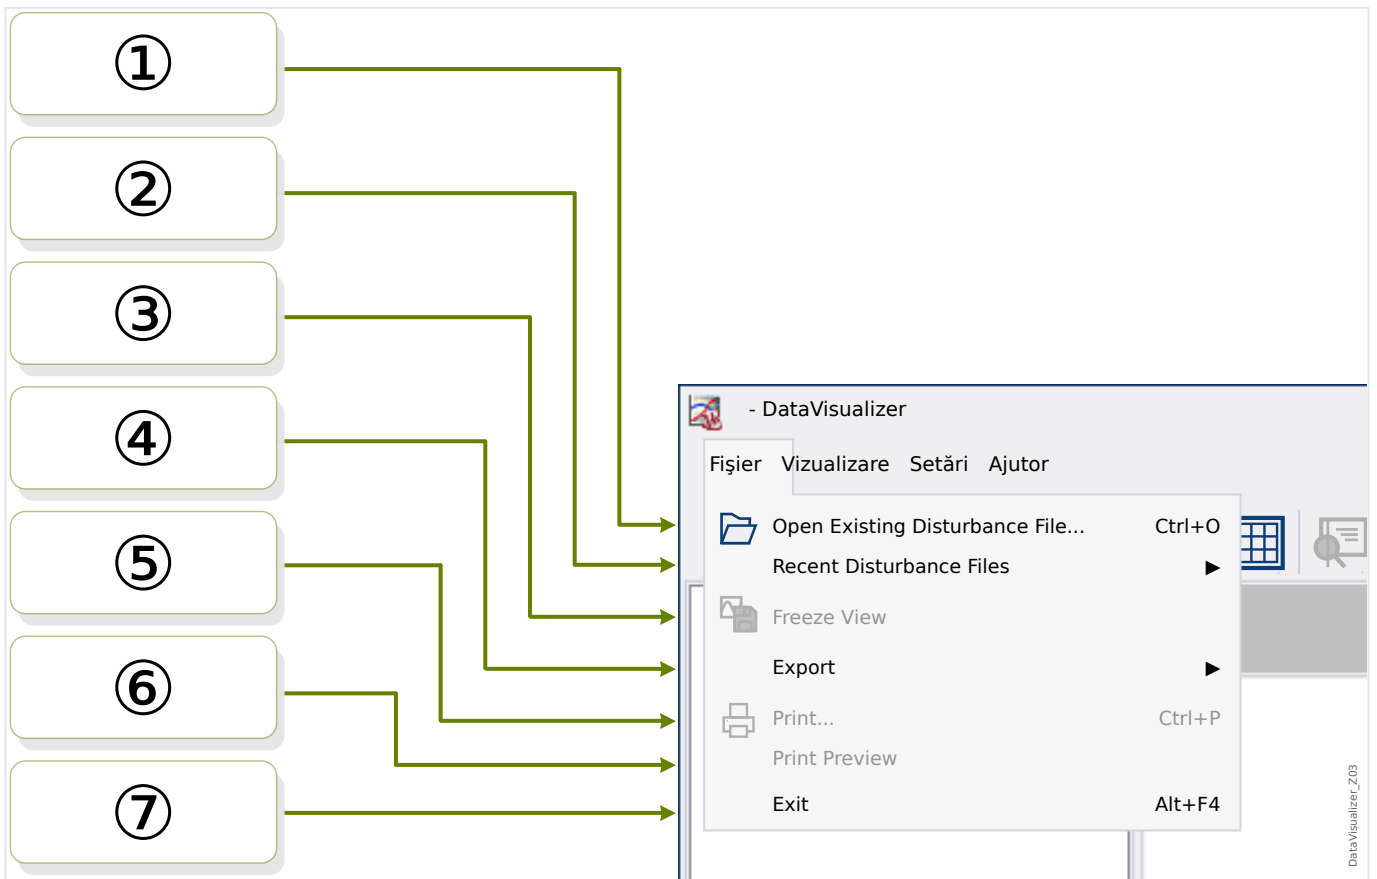 ①
②
③
④
⑤
⑥
⑦
- DataVisualizer
Fişier Vizualizare Setări Ajutor
Open Existing Disturbance File... Ctrl+O
Recent Disturbance Files ▶
Freeze View
Export ▶
Print... Ctrl+P
Print Preview
Exit Alt+F4
DataVisualizer_Z03